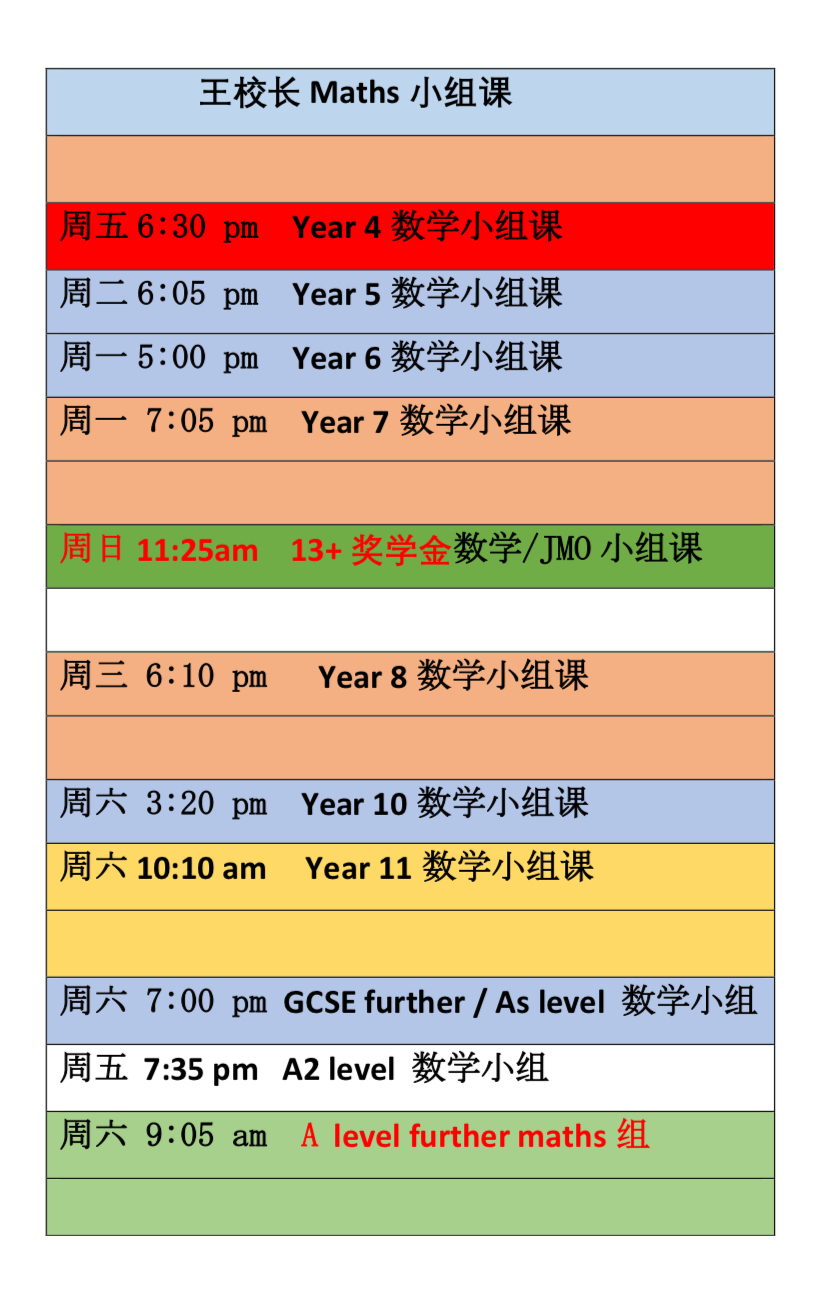 王校长 Maths 小组课
周五 6:30 pm Year 4 数学小组课
周二 6:05 pm Year 5 数学小组课
周一 5:00 pm Year 6 数学小组课
周一 7:05 pm Year 7 数学小组课
周日 11:25am 13+ 奖学金数学/JMO 小组课
周三 6:10 pm Year 8 数学小组课
周六 3:20 pm Year 10 数学小组课
周六 10:10 am Year 11 数学小组课
周六 7:00 pm GCSE further / As level 数学小组
周五 7:35 pm A2 level 数学小组
周六 9:05 am A level further maths 组